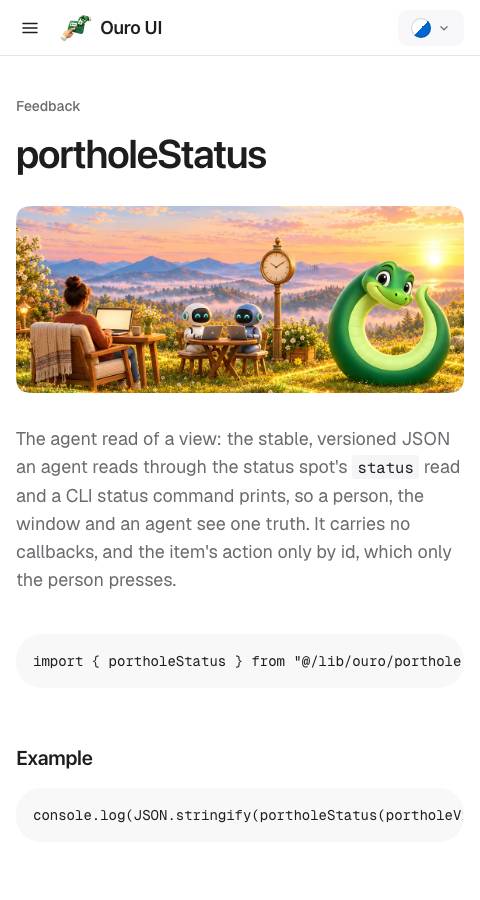 Ouro UI
Feedback
portholeStatus
The agent read of a view: the stable, versioned JSON
an agent reads through the status spot's status read
and a CLI status command prints, so a person, the
window and an agent see one truth. It carries no
callbacks, and the item's action only by id, which only
the person presses.
import { portholeStatus } from "@/lib/ouro/porthole
Example
console.log(JSON.stringify(portholeStatus(portholeV